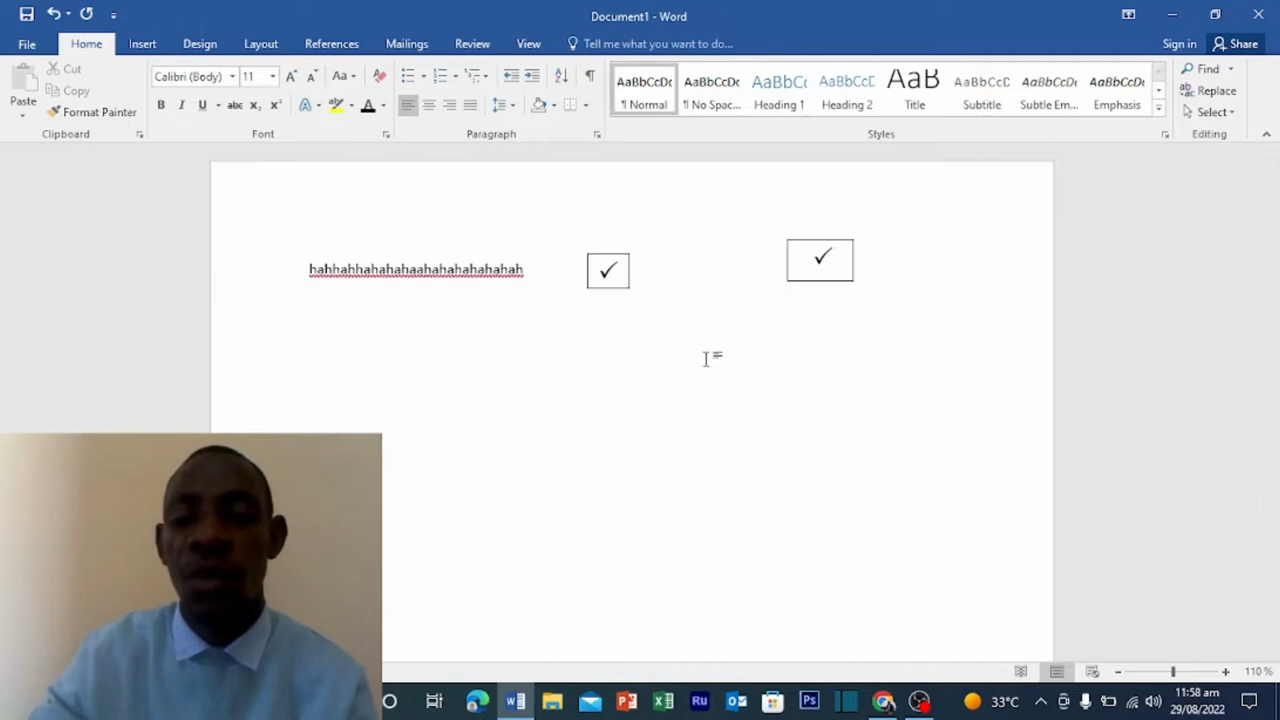 Document1 - Word
File Home Insert Design Layout References Mailings Review View Tell me what you want to do... Sign in Share
Cut
Copy
Format Painter
Paste
Clipboard
Calibri (Body) 11
Font
Paragraph
AaBbCcDc AaBbCcDc AaBbCc AaBbCcD AaB AaBbCcD AaBbCcDc AaBbCcDc
¶ Normal ¶ No Spac... Heading 1 Heading 2 Title Subtitle Subtle Em... Emphasis
Styles
Find
Replace
Select
Editing
hahhahhahahahaahahahahahahah
110 %
33°C
11:58 am
29/08/2022